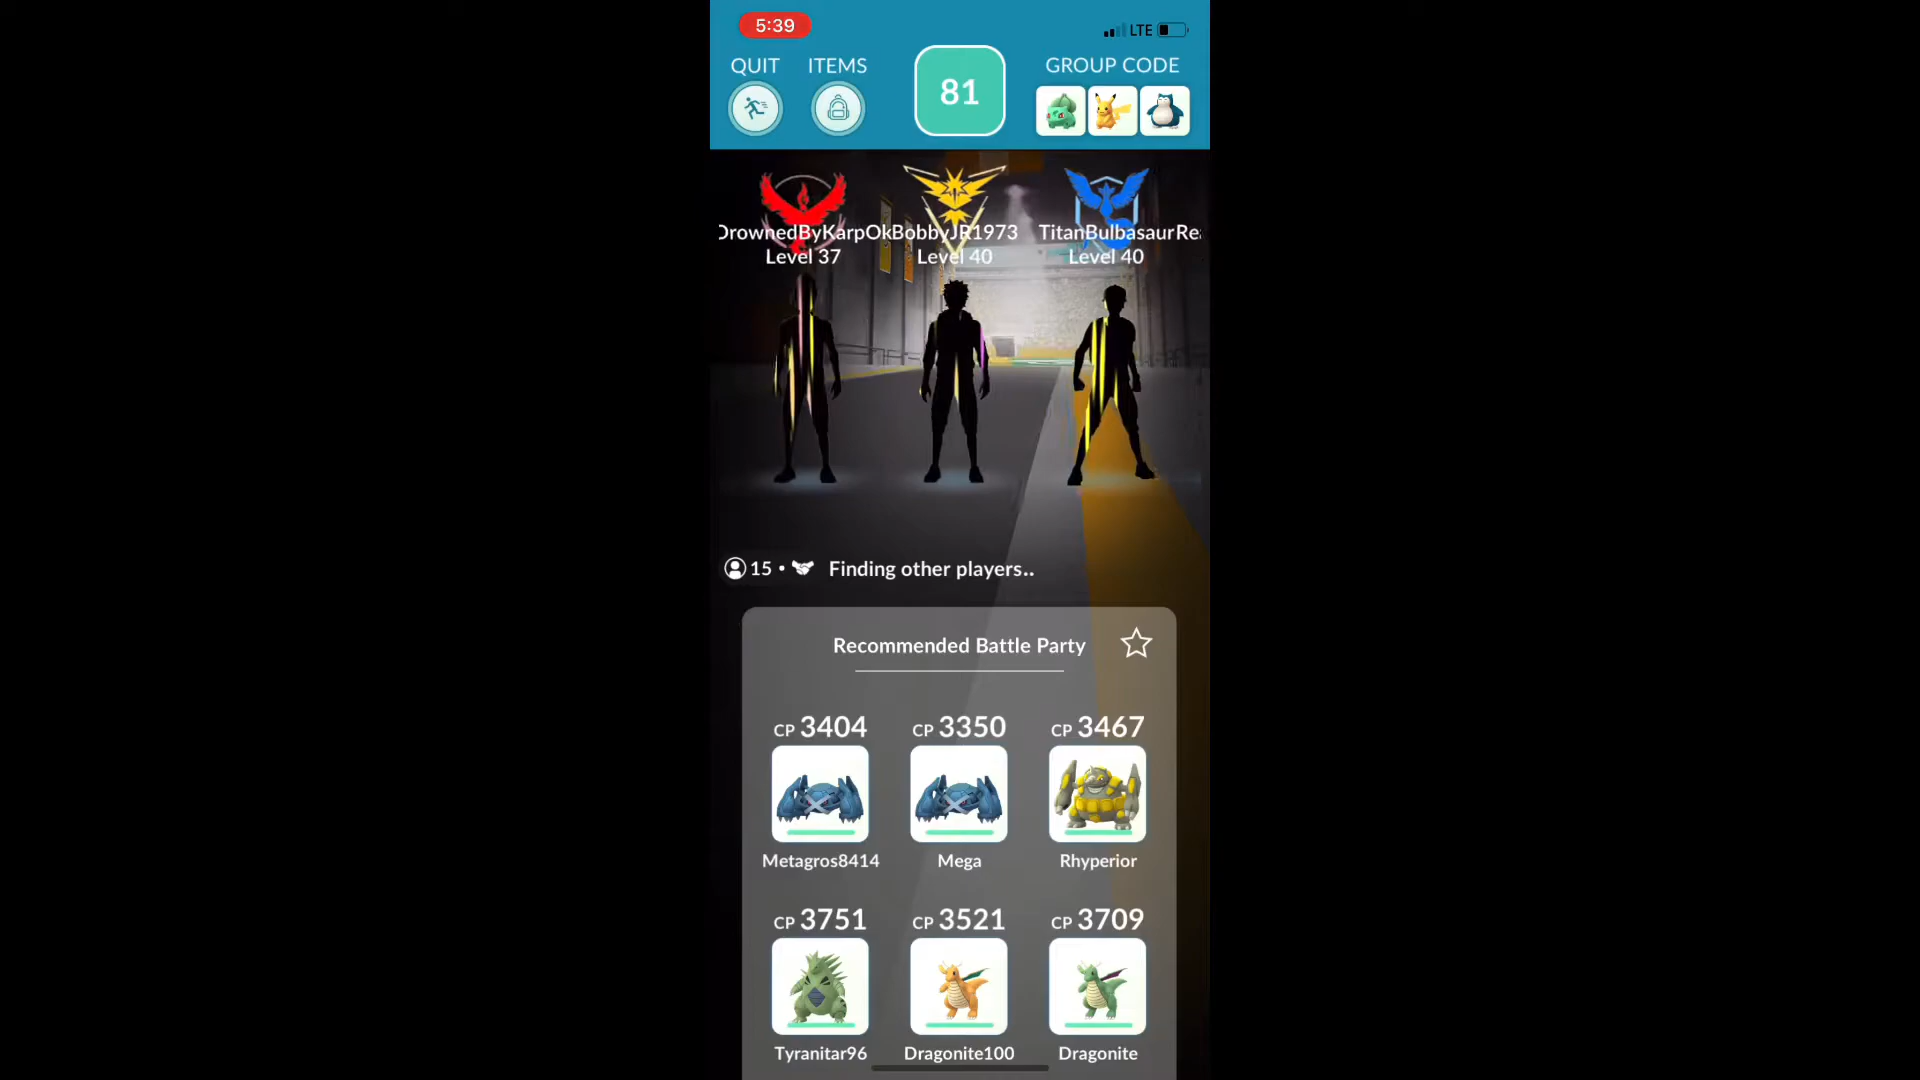 5:39
LTE
QUIT ITEMS
81
GROUP CODE
DrownedByKarp OkBobbyJR1973 TitanBulbasaurRe
Level 37 Level 40 Level 40
15 • Finding other players..
Recommended Battle Party
CP 3404 CP 3350 CP 3467
Metagros8414 Mega Rhyperior
CP 3751 CP 3521 CP 3709
Tyranitar96 Dragonite100 Dragonite